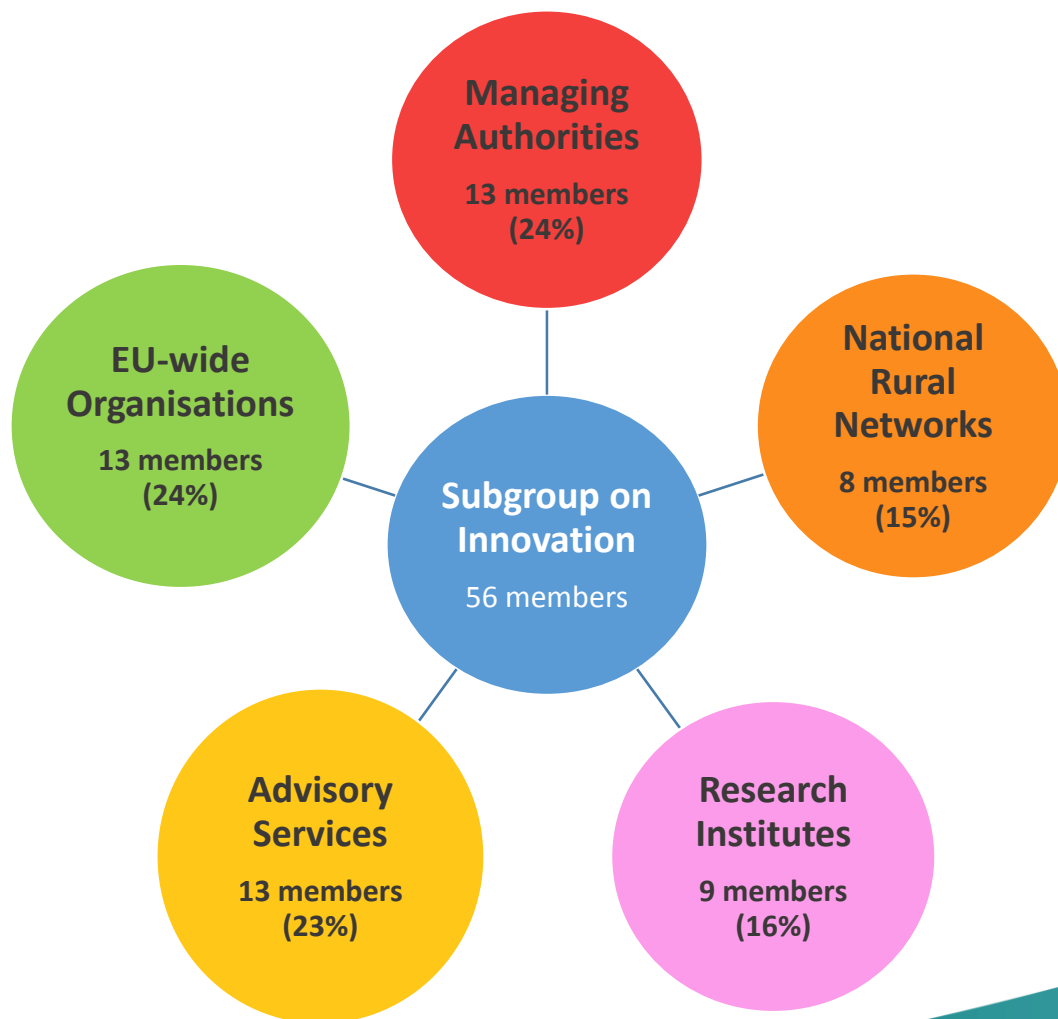 Managing
Authorities
13 members
(24%)
National
Rural
Networks
8 members
(15%)
EU-wide
Organisations
13 members
(24%)
Subgroup on
Innovation
56 members
Advisory
Services
13 members
(23%)
Research
Institutes
9 members
(16%)